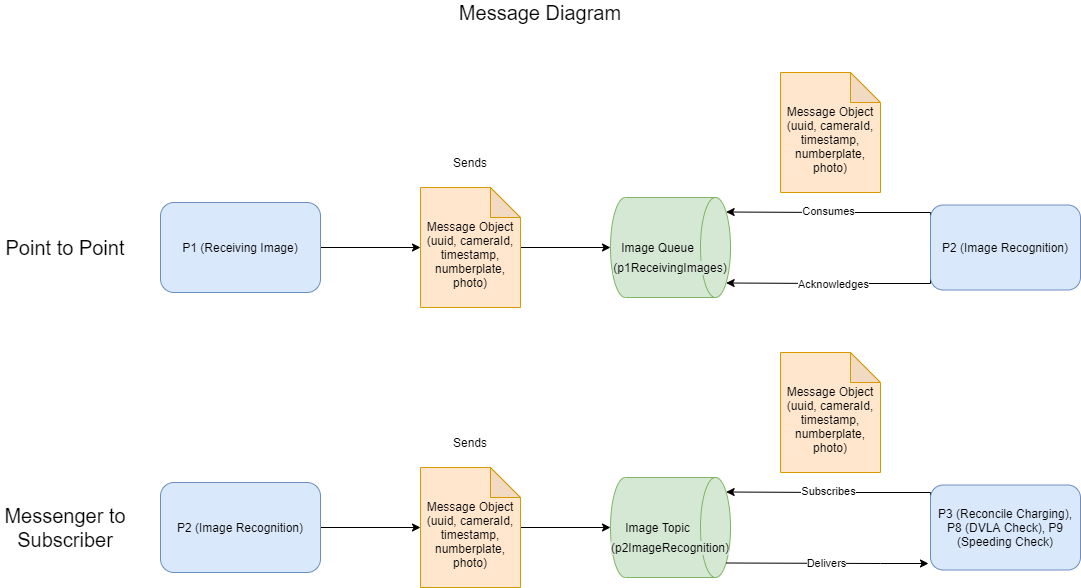 Message Diagram
Message Object
(uuid, cameraId,
timestamp,
numberplate,
photo)
Sends
Point to Point
P1 (Receiving Image)
Message Object
(uuid, cameraId,
timestamp,
numberplate,
photo)
Image Queue
(p1ReceivingImages)
Consumes
Acknowledges
P2 (Image Recognition)
Message Object
(uuid, cameraId,
timestamp,
numberplate,
photo)
Sends
Messenger to
Subscriber
P2 (Image Recognition)
Message Object
(uuid, cameraId,
timestamp,
numberplate,
photo)
Image Topic
(p2ImageRecognition)
Subscribes
Delivers
P3 (Reconcile Charging),
P8 (DVLA Check), P9
(Speeding Check)